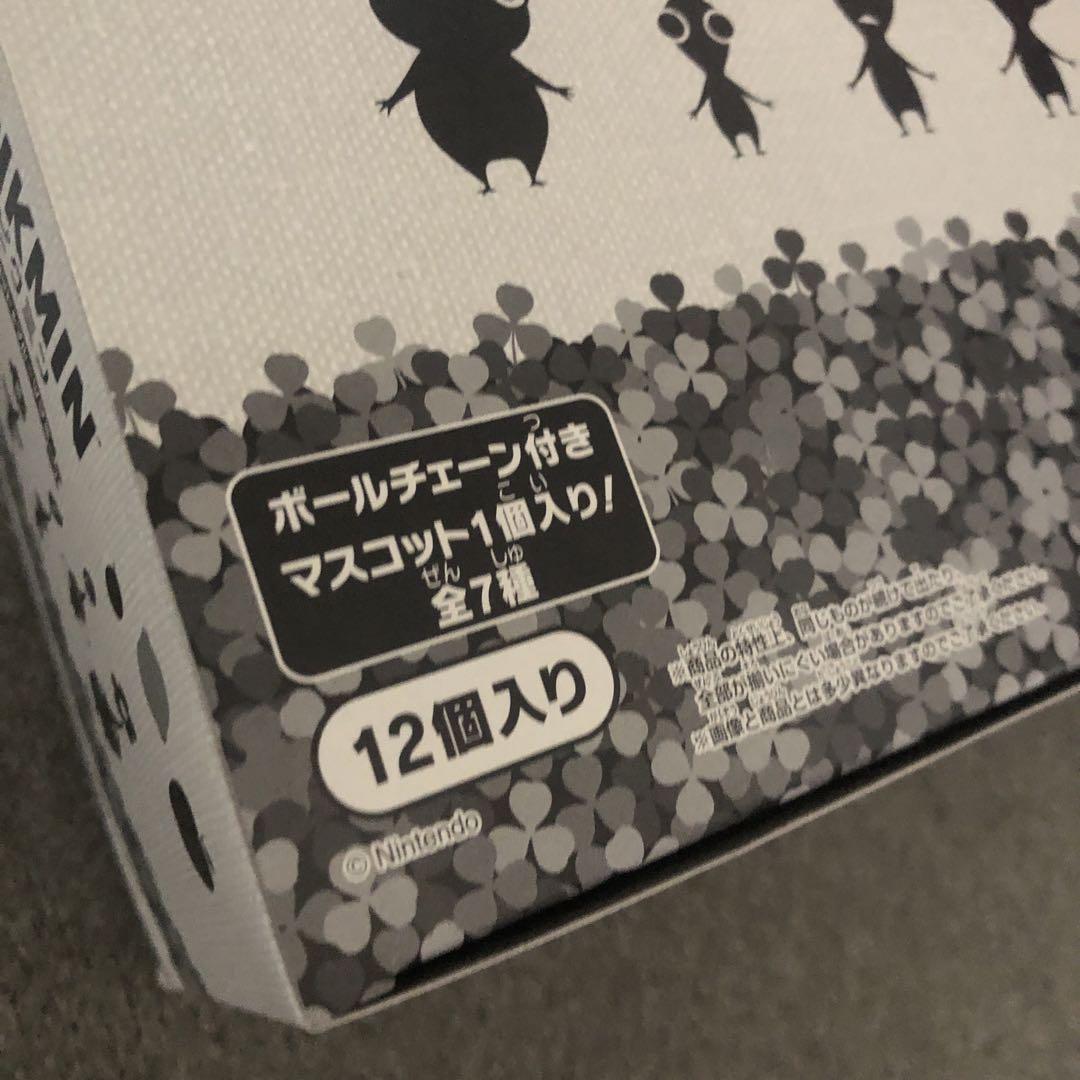 IKMIN
ボールチェーン付き
マスコット1個入り!
全7種
12個入り
※商品の特性上、同じものが続けて出たり、
全部が揃いにくい場合がありますのでご了承ください。
※画像と商品とは多少異なりますのでご了承ください。
© Nintendo